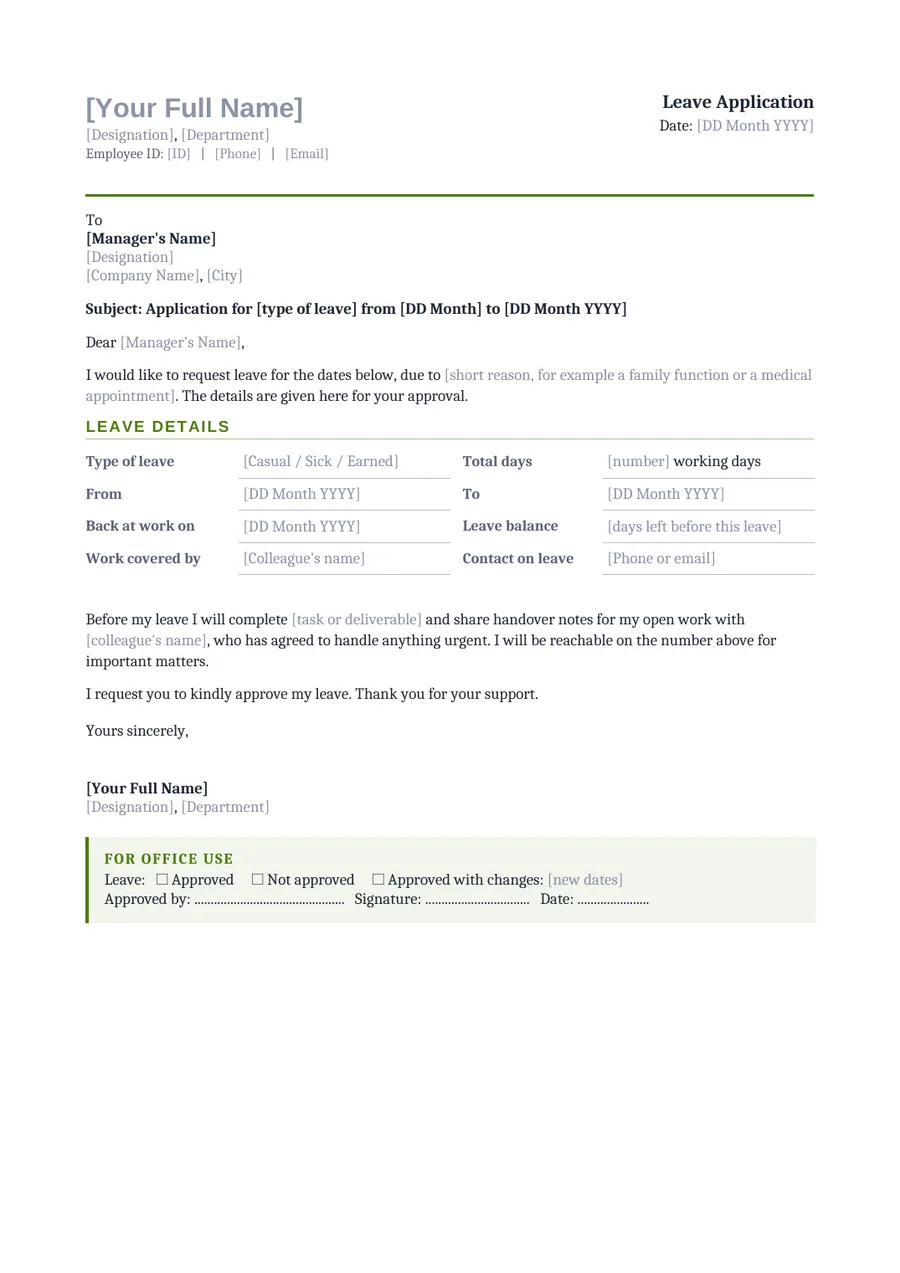 [Your Full Name]
Leave Application
[Designation], [Department]
Date: [DD Month YYYY]
Employee ID: [ID] | [Phone] | [Email]
To
[Manager's Name]
[Designation]
[Company Name], [City]
Subject: Application for [type of leave] from [DD Month] to [DD Month YYYY]
Dear [Manager's Name],
I would like to request leave for the dates below, due to [short reason, for example a family function or a medical
appointment]. The details are given here for your approval.
LEAVE DETAILS
Type of leave [Casual / Sick / Earned] Total days [number] working days
From [DD Month YYYY] To [DD Month YYYY]
Back at work on [DD Month YYYY] Leave balance [days left before this leave]
Work covered by [Colleague's name] Contact on leave [Phone or email]
Before my leave I will complete [task or deliverable] and share handover notes for my open work with
[colleague's name], who has agreed to handle anything urgent. I will be reachable on the number above for
important matters.
I request you to kindly approve my leave. Thank you for your support.
Yours sincerely,
[Your Full Name]
[Designation], [Department]
FOR OFFICE USE
Leave: ☐ Approved ☐ Not approved ☐ Approved with changes: [new dates]
Approved by: .............................................. Signature: ................................ Date: ......................